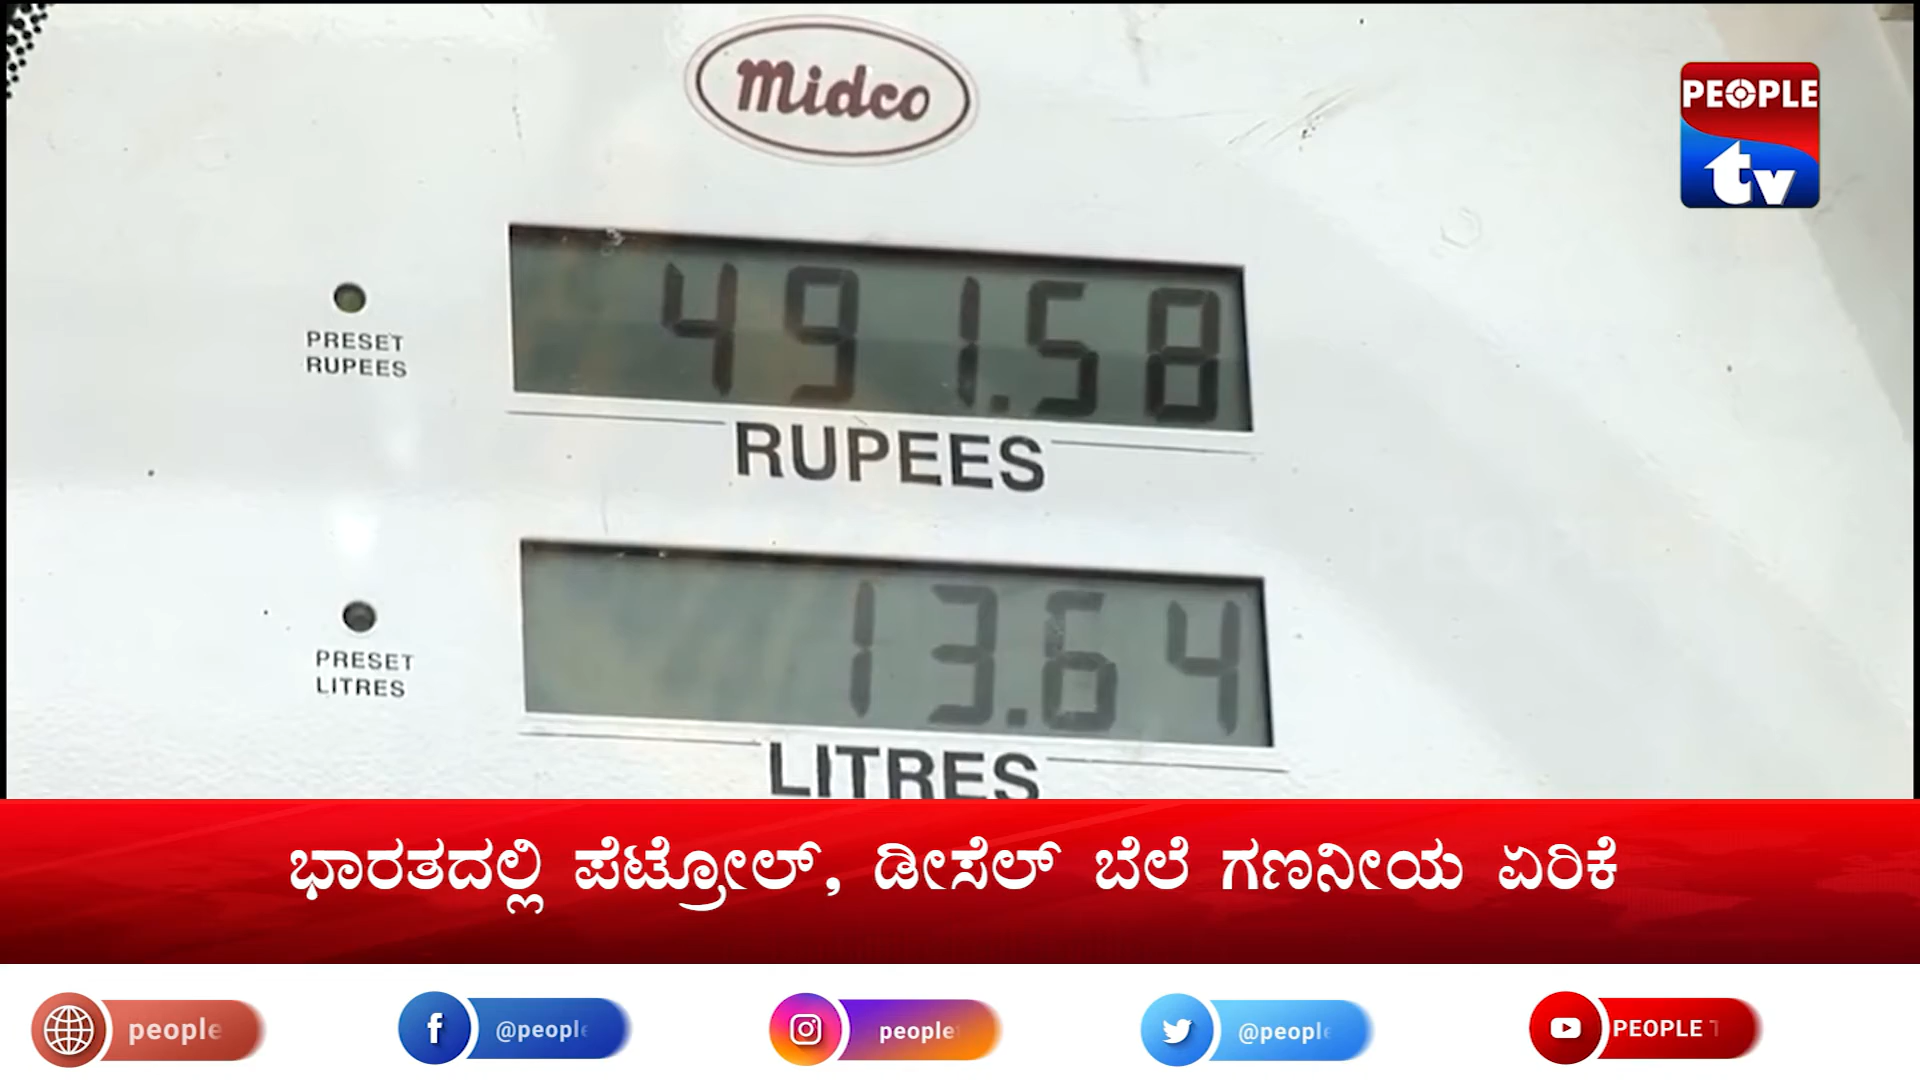 Midco
PEOPLE
tv
491.58
PRESET
RUPEES
RUPEES
13.64
PRESET
LITRES
LITRES
ಭಾರತದಲ್ಲಿ ಪೆಟ್ರೋಲ್, ಡೀಸೆಲ್ ಬೆಲೆ ಗಣನೀಯ ಏರಿಕೆ
people
@people
people
@people
PEOPLE T